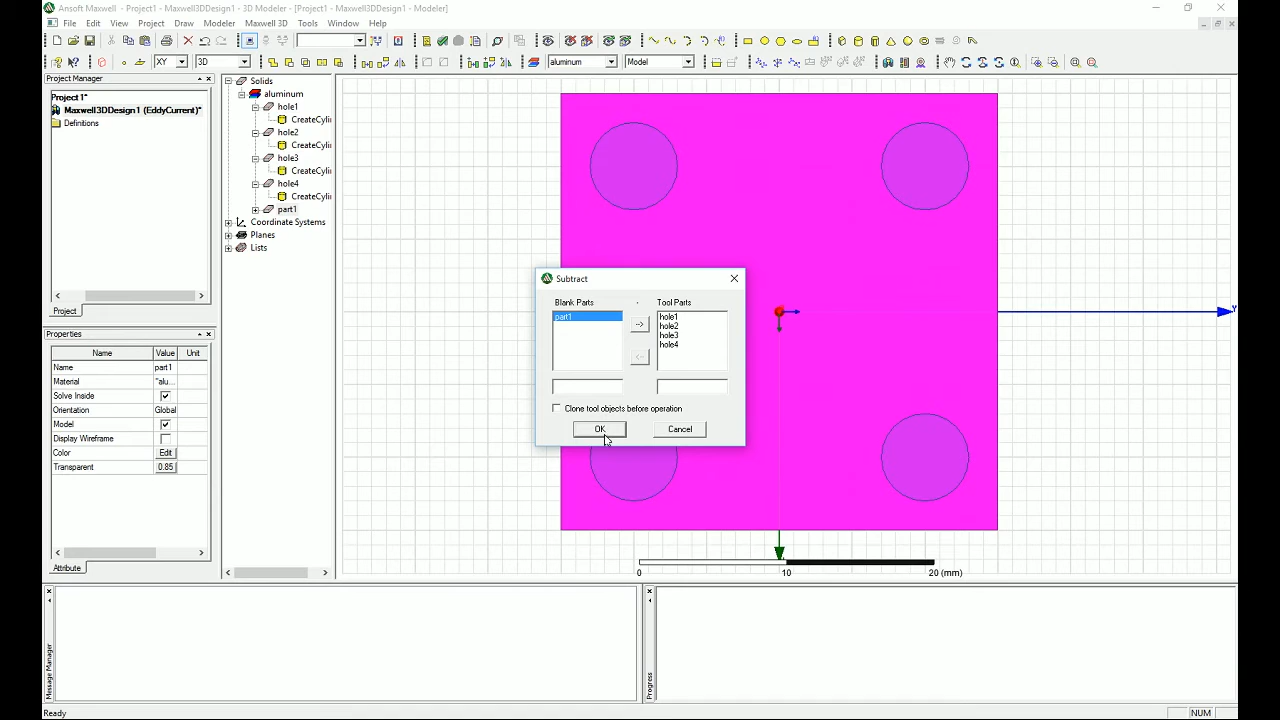 Ansoft Maxwell - Project1 - Maxwell3DDesign1 - 3D Modeler - [Project1 - Maxwell3DDesign1 - Modeler]
File Edit View Project Draw Modeler Maxwell 3D Tools Window Help
XY 3D aluminum Model
Project Manager
Project1*
Maxwell3DDesign1 (EddyCurrent)*
Definitions
Project
Solids
aluminum
hole1
CreateCyli
hole2
CreateCyli
hole3
CreateCyli
hole4
CreateCyli
part1
Coordinate Systems
Planes
Lists
Properties
Name Value Unit
Name part1
Material "alu...
Solve Inside
Orientation Global
Model
Display Wireframe
Color Edit
Transparent 0.85
Attribute
Subtract
Blank Parts Tool Parts
part1
hole1
hole2
hole3
hole4
Clone tool objects before operation
OK Cancel
Y
0 10 20 (mm)
Message Manager
Progress
Ready
NUM